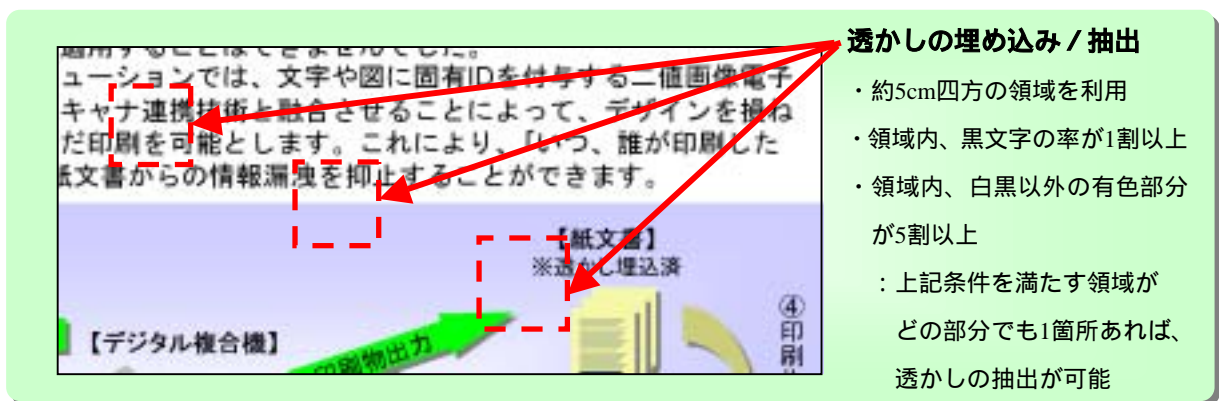 適用することはできませんでした。
ューションでは、文字や図に固有IDを付与する二値画像電子
キャナ連携技術と融合させることによって、デザインを損ね
だ印刷を可能とします。これにより、「いつ、誰が印刷した
紙文書からの情報漏洩を抑止することができます。
【紙文書】
※透かし埋込済
【デジタル複合機】
印刷物出力
④印刷
透かしの埋め込み / 抽出
・約5cm四方の領域を利用
・領域内、黒文字の率が1割以上
・領域内、白黒以外の有色部分
が5割以上
：上記条件を満たす領域が
どの部分でも1箇所あれば、
透かしの抽出が可能